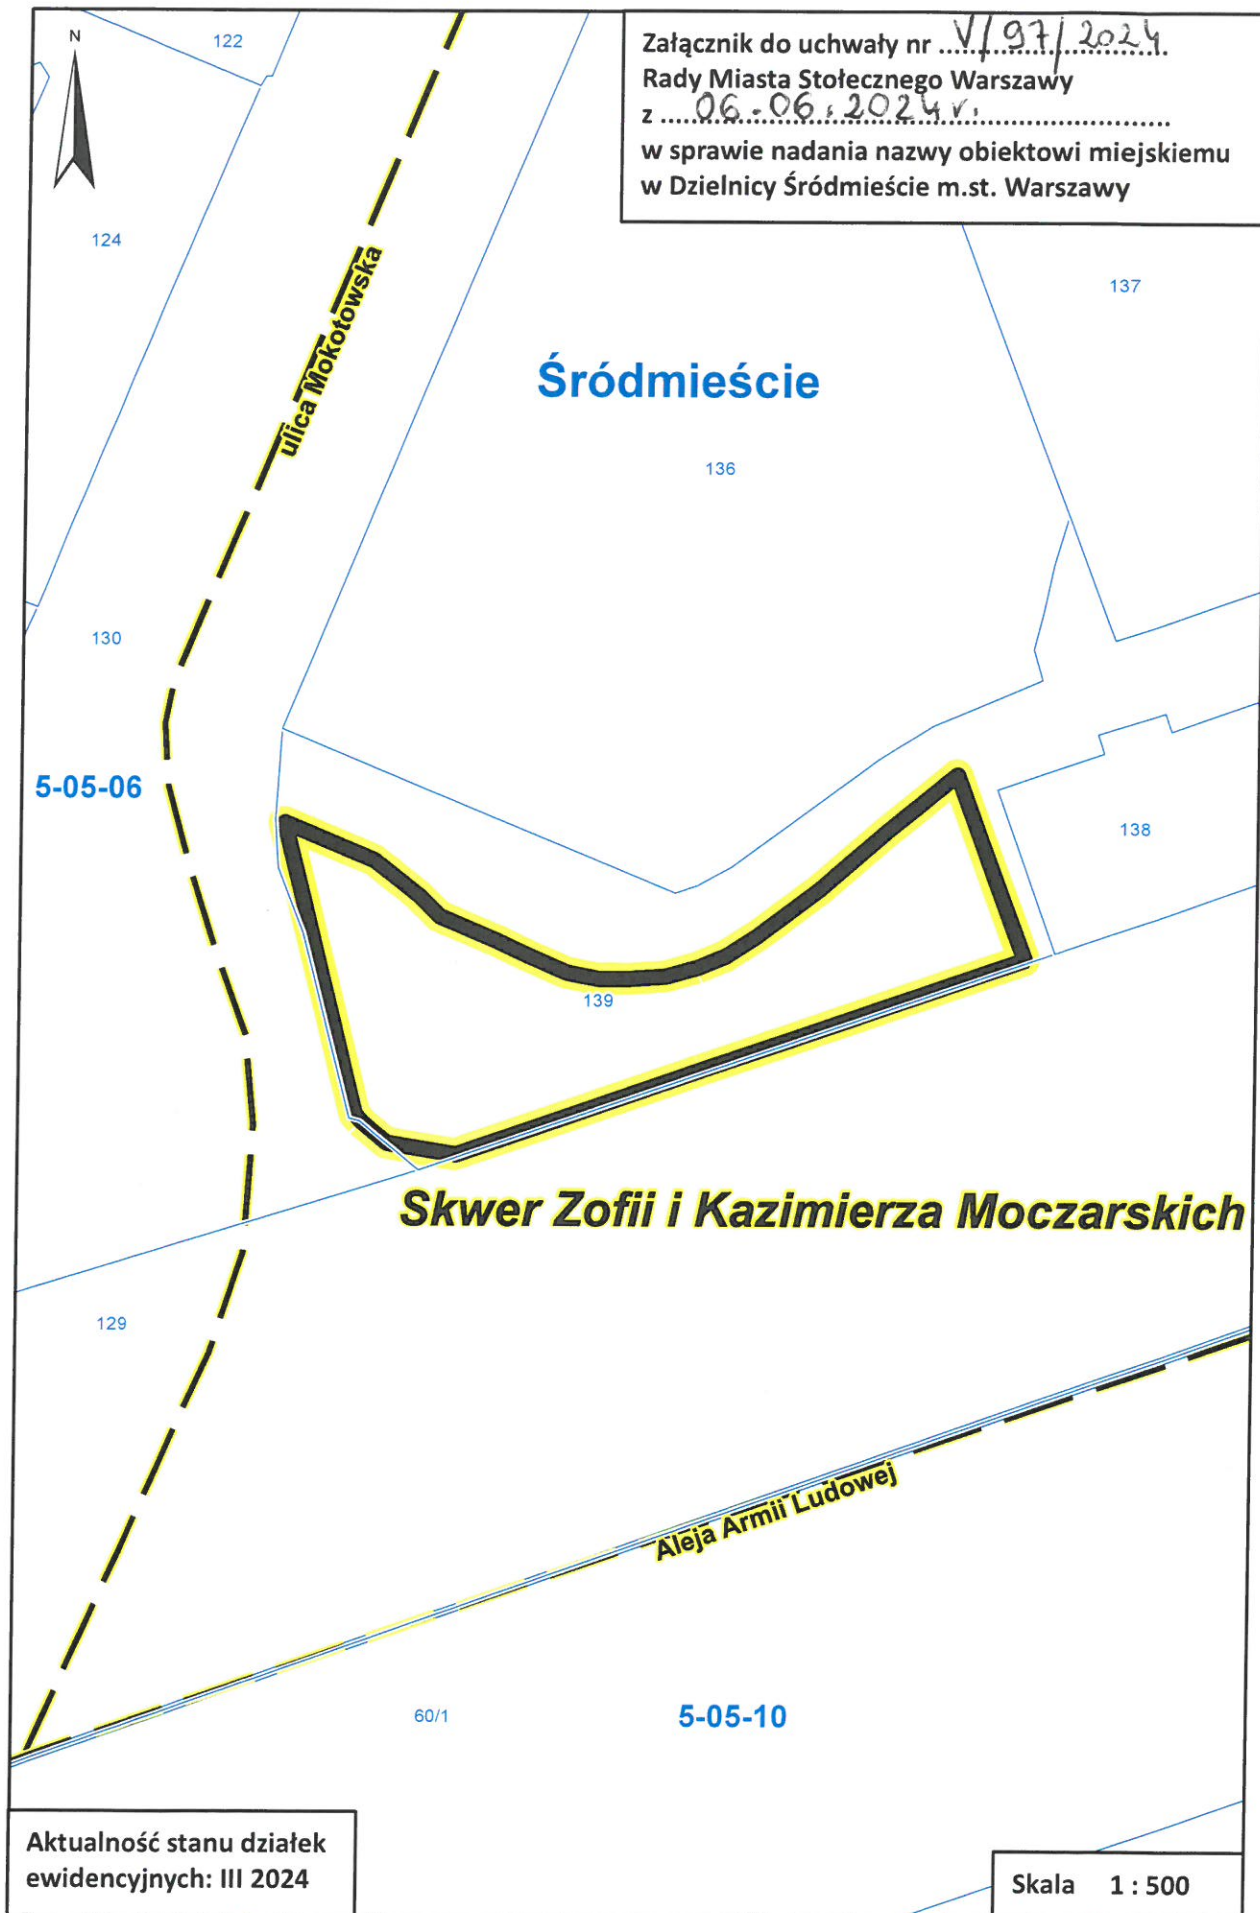 N
122
Załącznik do uchwały nr V/97/2024
Rady Miasta Stołecznego Warszawy
z 06.06.2024 r.
w sprawie nadania nazwy obiektowi miejskiemu
w Dzielnicy Śródmieście m.st. Warszawy
124
137
ulica Mokotowska
Śródmieście
136
130
5-05-06
138
139
Skwer Zofii i Kazimierza Moczarskich
129
Aleja Armii Ludowej
60/1
5-05-10
Aktualność stanu działek
ewidencyjnych: III 2024
Skala 1 : 500